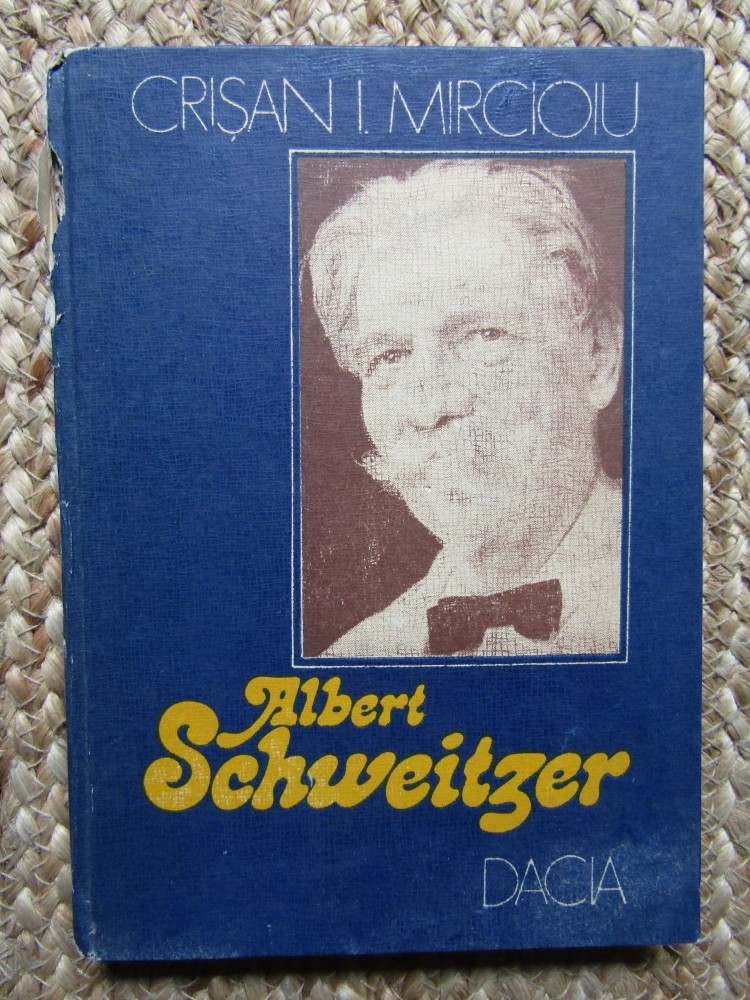 CRIȘAN I. MIRCIOIU
Albert
Schweitzer
DACIA